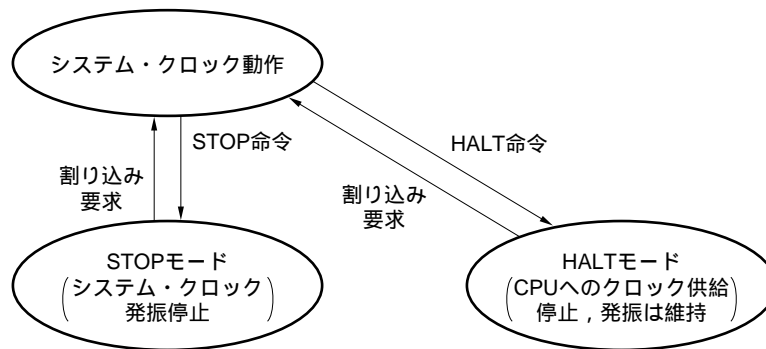 システム・クロック動作
STOP命令
HALT命令
割り込み
要求
割り込み
要求
STOPモード
(システム・クロック
発振停止)
HALTモード
(CPUへのクロック供給
停止，発振は維持)